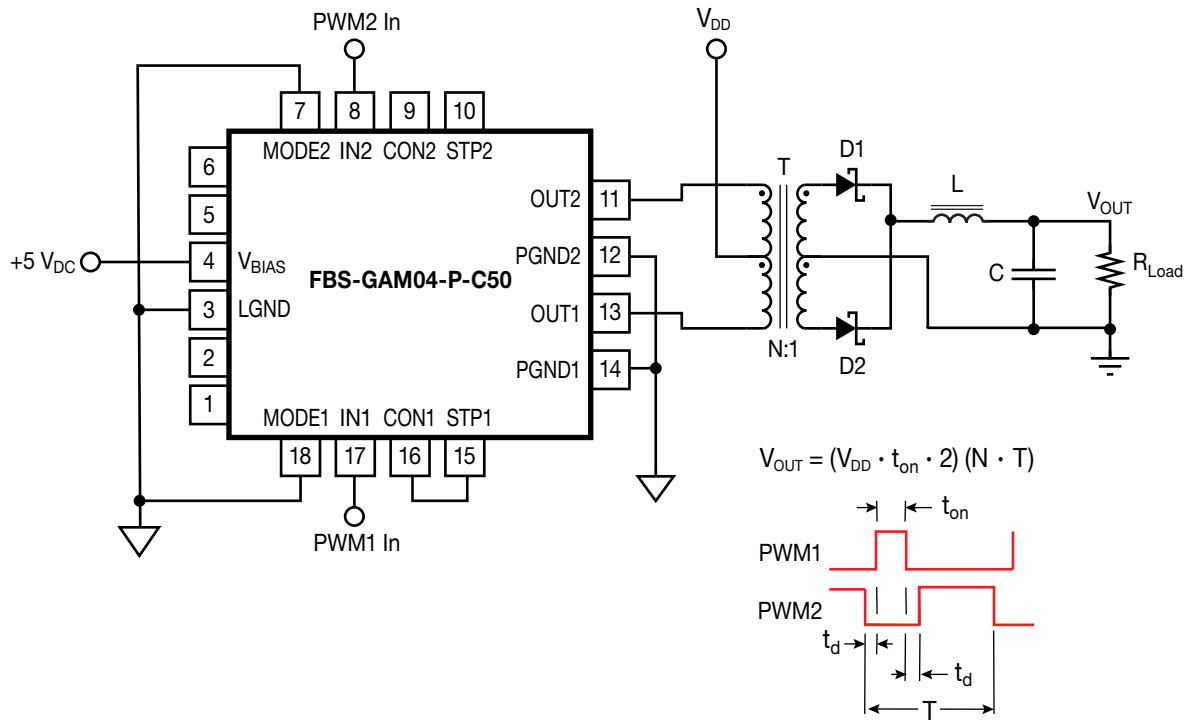 PWM2 In
V_DD
7 8 9 10
MODE2 IN2 CON2 STP2
6
5
+5 V_DC
4 V_BIAS
3 LGND
2
1
FBS-GAM04-P-C50
OUT2 11
PGND2 12
OUT1 13
PGND1 14
MODE1 IN1 CON1 STP1
18 17 16 15
PWM1 In
T
N:1
D1
D2
L
C
V_OUT
R_Load
V_OUT = (V_DD · t_on · 2) (N · T)
t_on
PWM1
PWM2
t_d
t_d
T